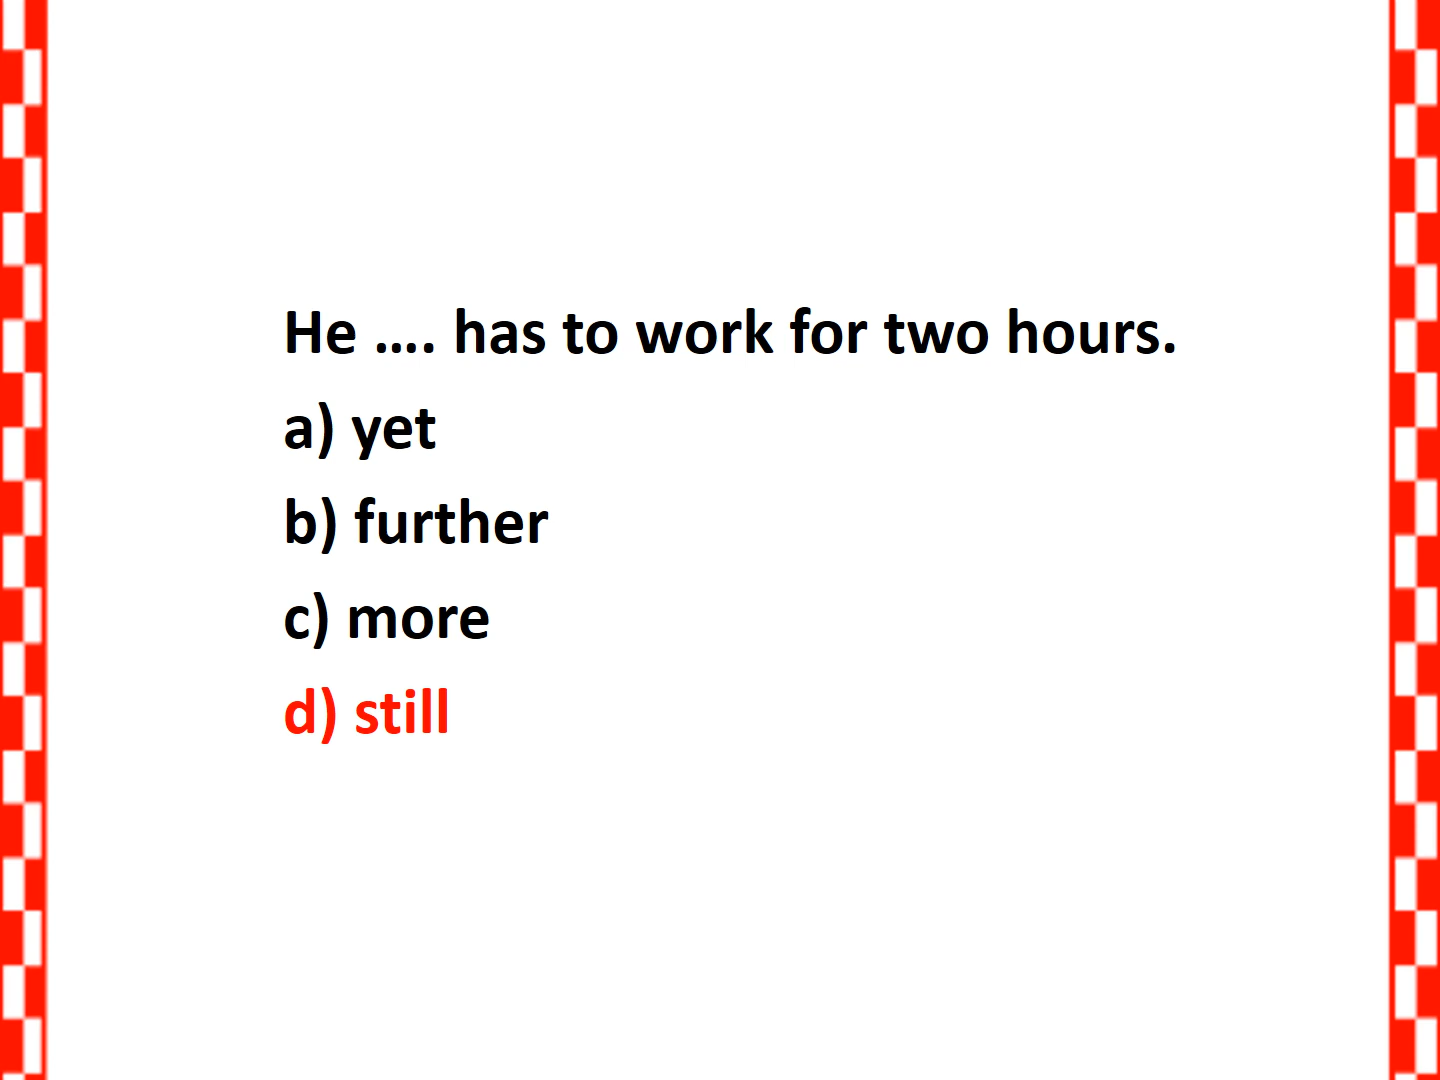 He .... has to work for two hours.
a) yet
b) further
c) more
d) still